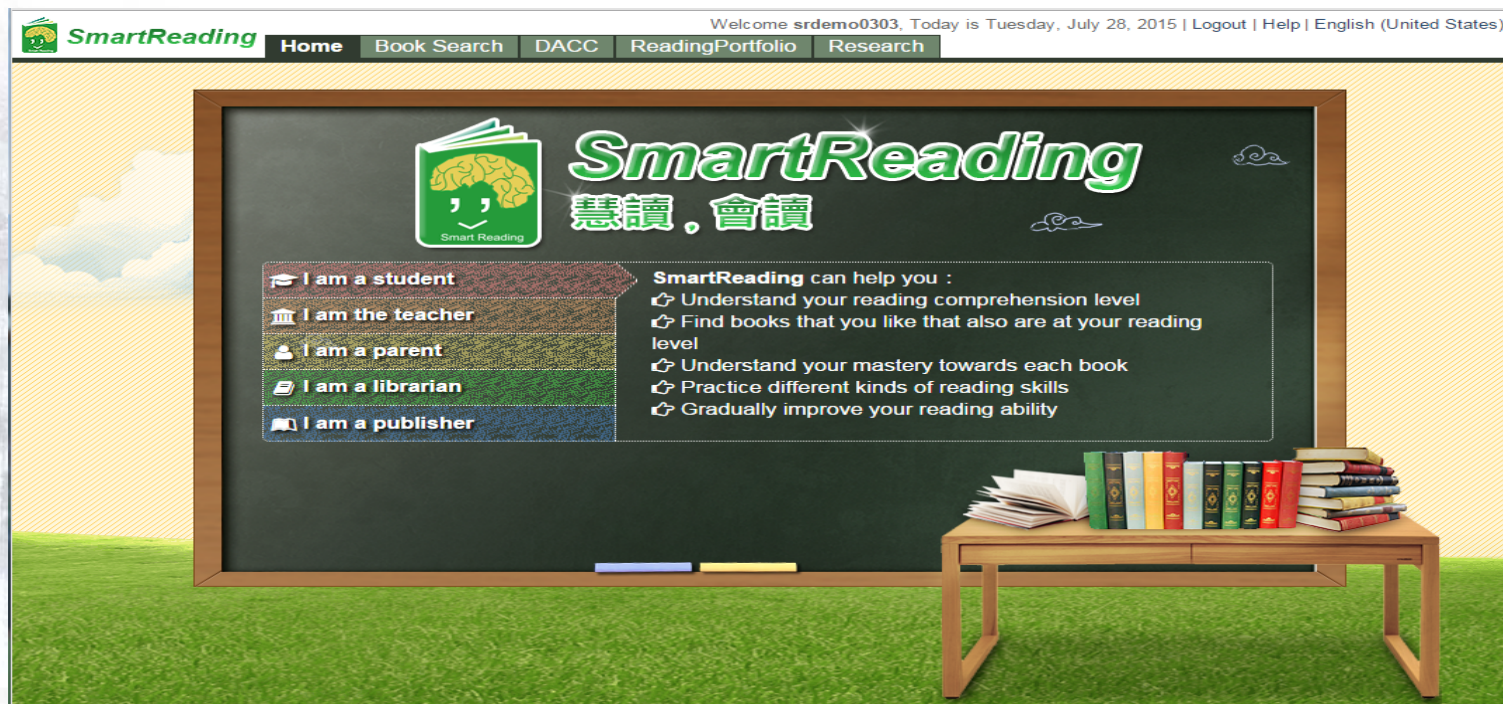 Welcome srdemo0303, Today is Tuesday, July 28, 2015 | Logout | Help | English (United States)
SmartReading
Home Book Search DACC ReadingPortfolio Research
SmartReading
慧讀，會讀
Smart Reading
I am a student
I am the teacher
I am a parent
I am a librarian
I am a publisher
SmartReading can help you :
Understand your reading comprehension level
Find books that you like that also are at your reading
level
Understand your mastery towards each book
Practice different kinds of reading skills
Gradually improve your reading ability